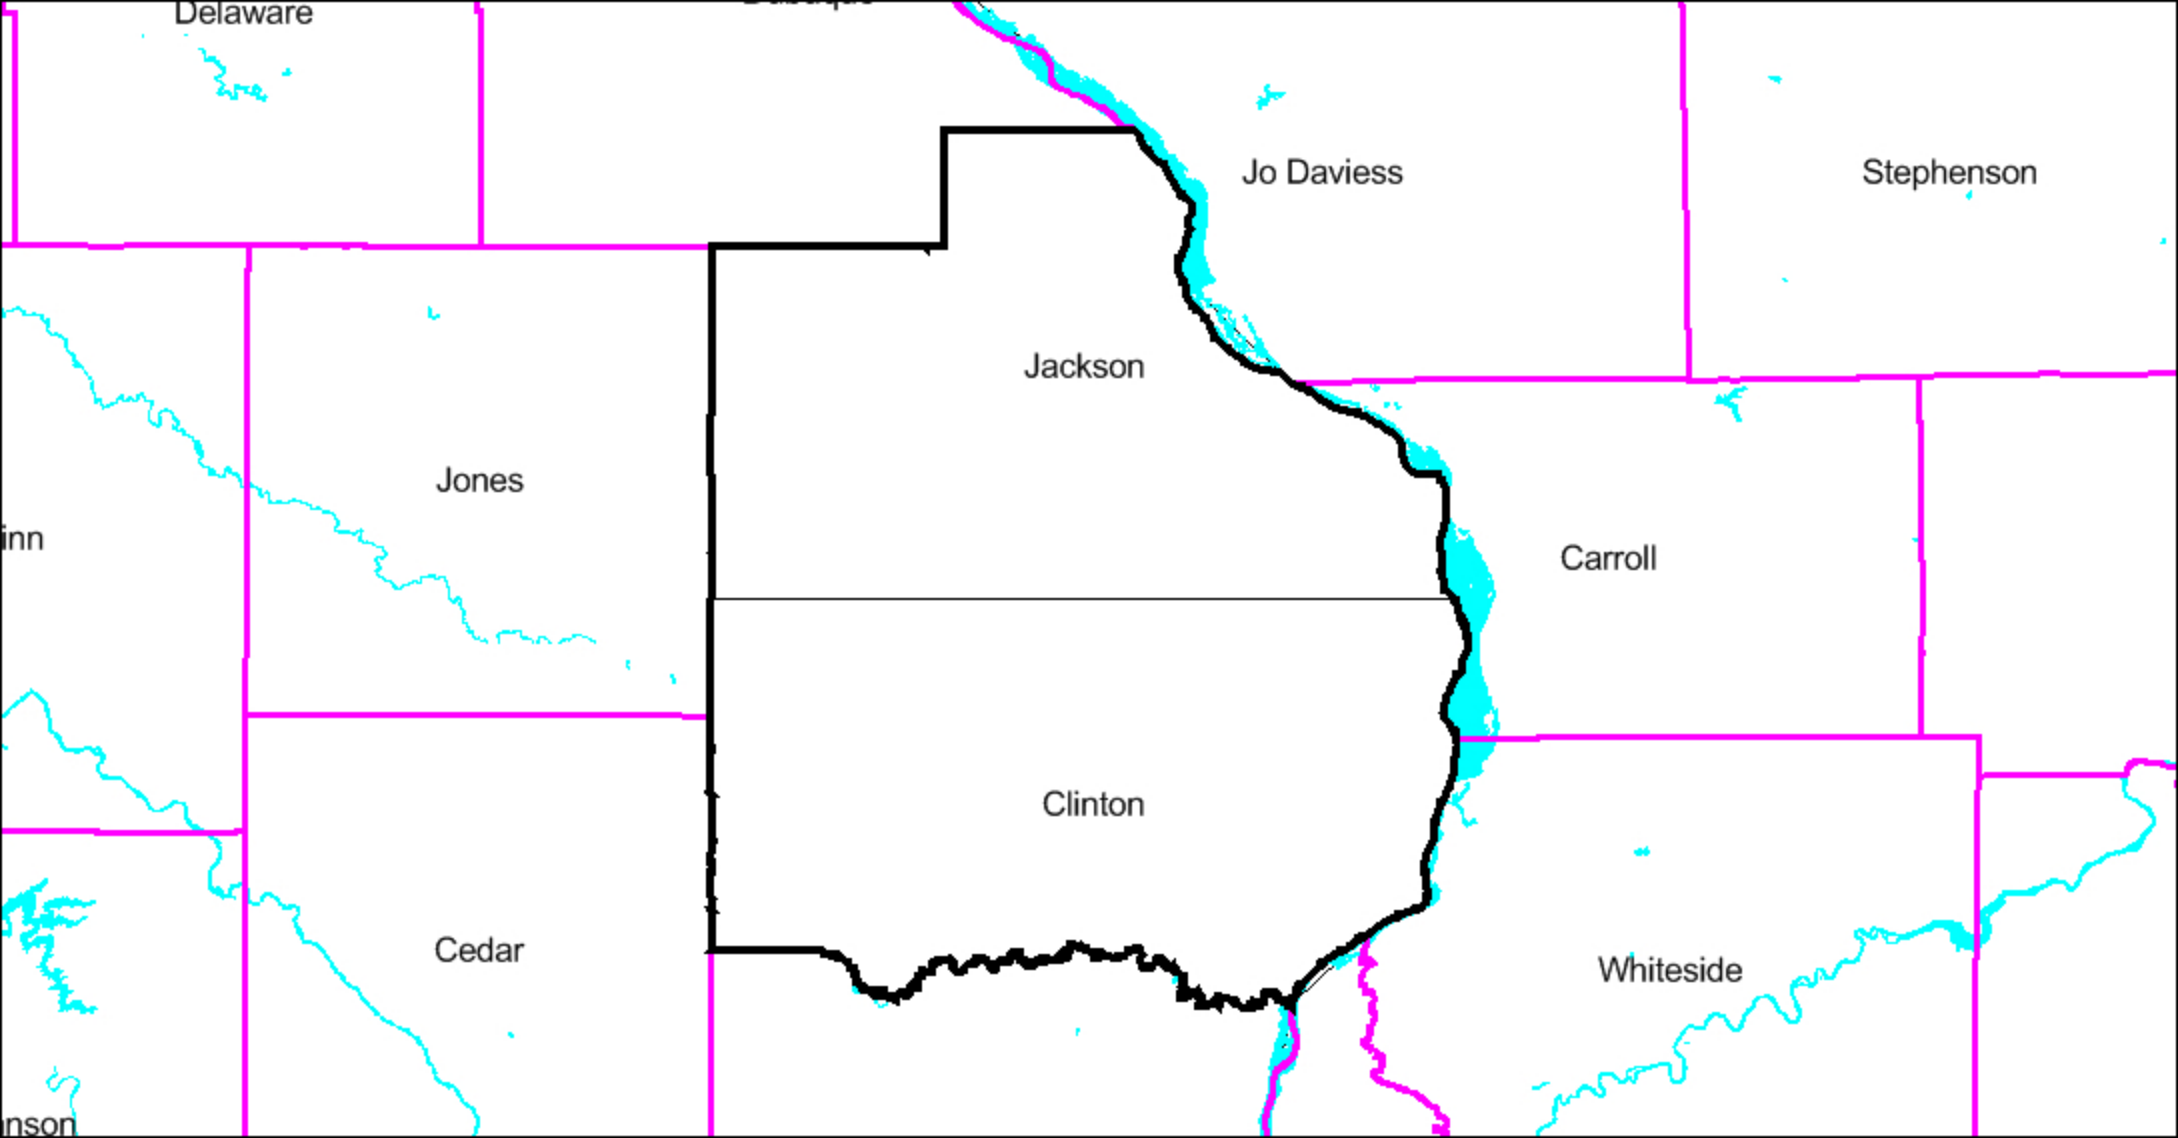 Delaware
Jo Daviess
Stephenson
Jackson
Jones
inn
Carroll
Clinton
Cedar
Whiteside
nson